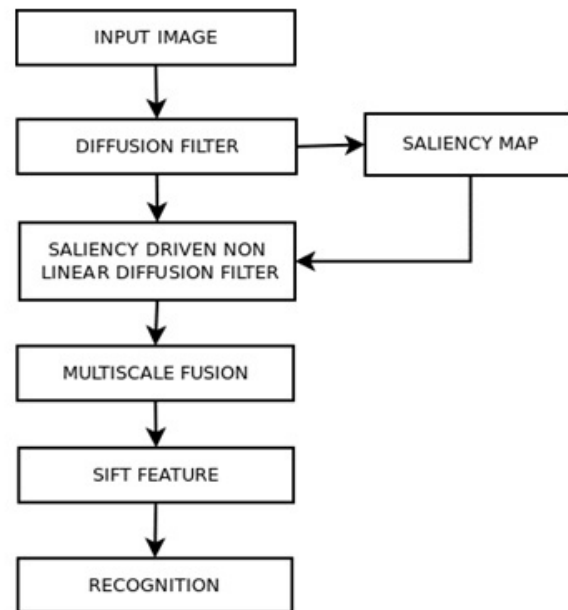 INPUT IMAGE
DIFFUSION FILTER
SALIENCY MAP
SALIENCY DRIVEN NON
LINEAR DIFFUSION FILTER
MULTISCALE FUSION
SIFT FEATURE
RECOGNITION